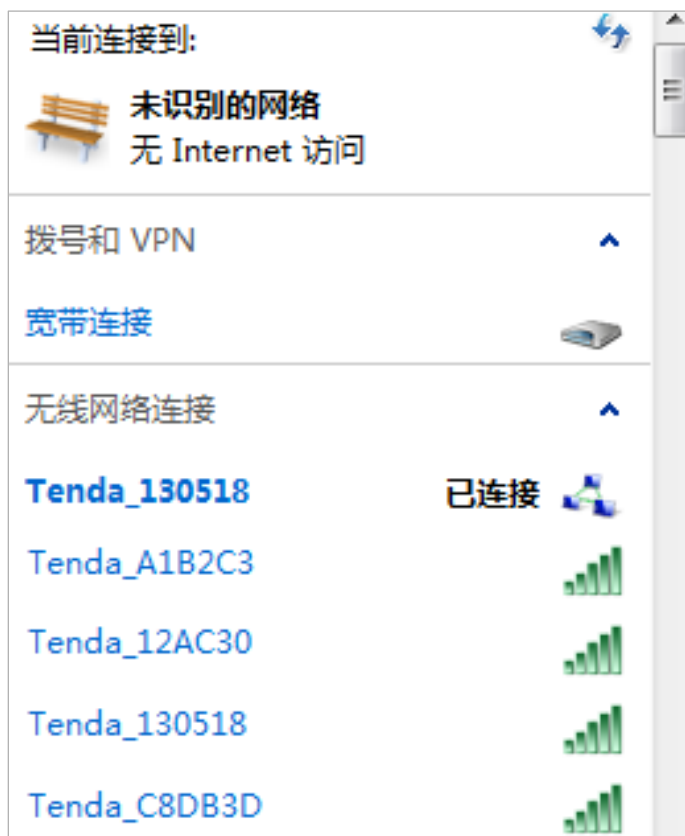 当前连接到:
未识别的网络
无 Internet 访问
拨号和 VPN
宽带连接
无线网络连接
Tenda_130518 已连接
Tenda_A1B2C3
Tenda_12AC30
Tenda_130518
Tenda_C8DB3D